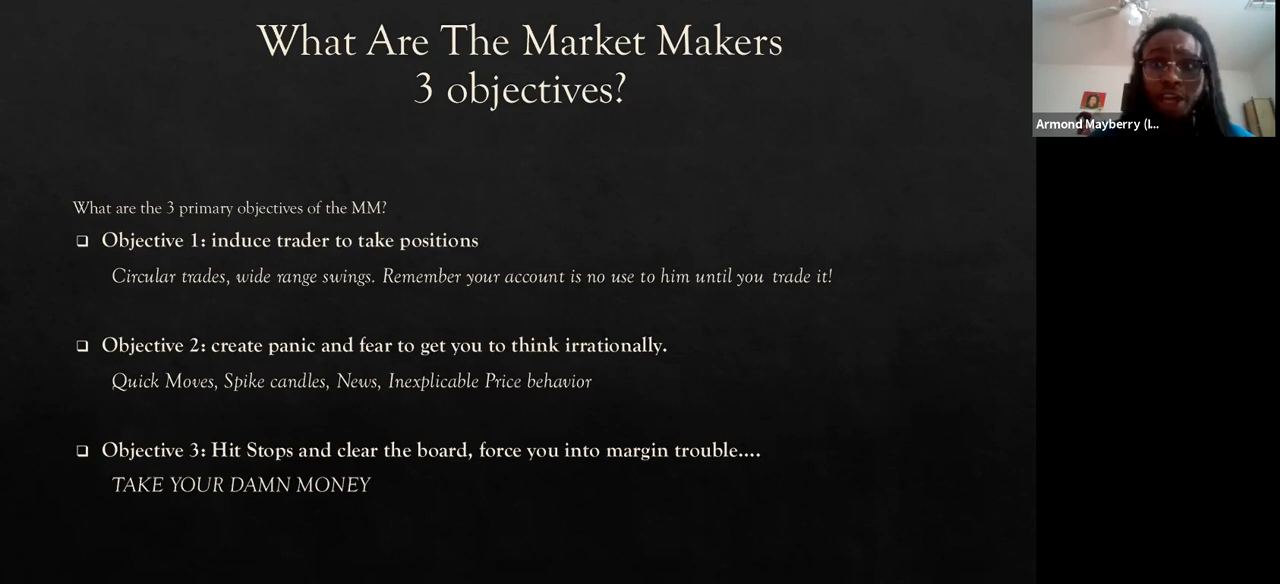 What Are The Market Makers
3 objectives?
Armond Mayberry (I...
What are the 3 primary objectives of the MM?
Objective 1: induce trader to take positions
Circular trades, wide range swings. Remember your account is no use to him until you trade it!
Objective 2: create panic and fear to get you to think irrationally.
Quick Moves, Spike candles, News, Inexplicable Price behavior
Objective 3: Hit Stops and clear the board, force you into margin trouble....
TAKE YOUR DAMN MONEY